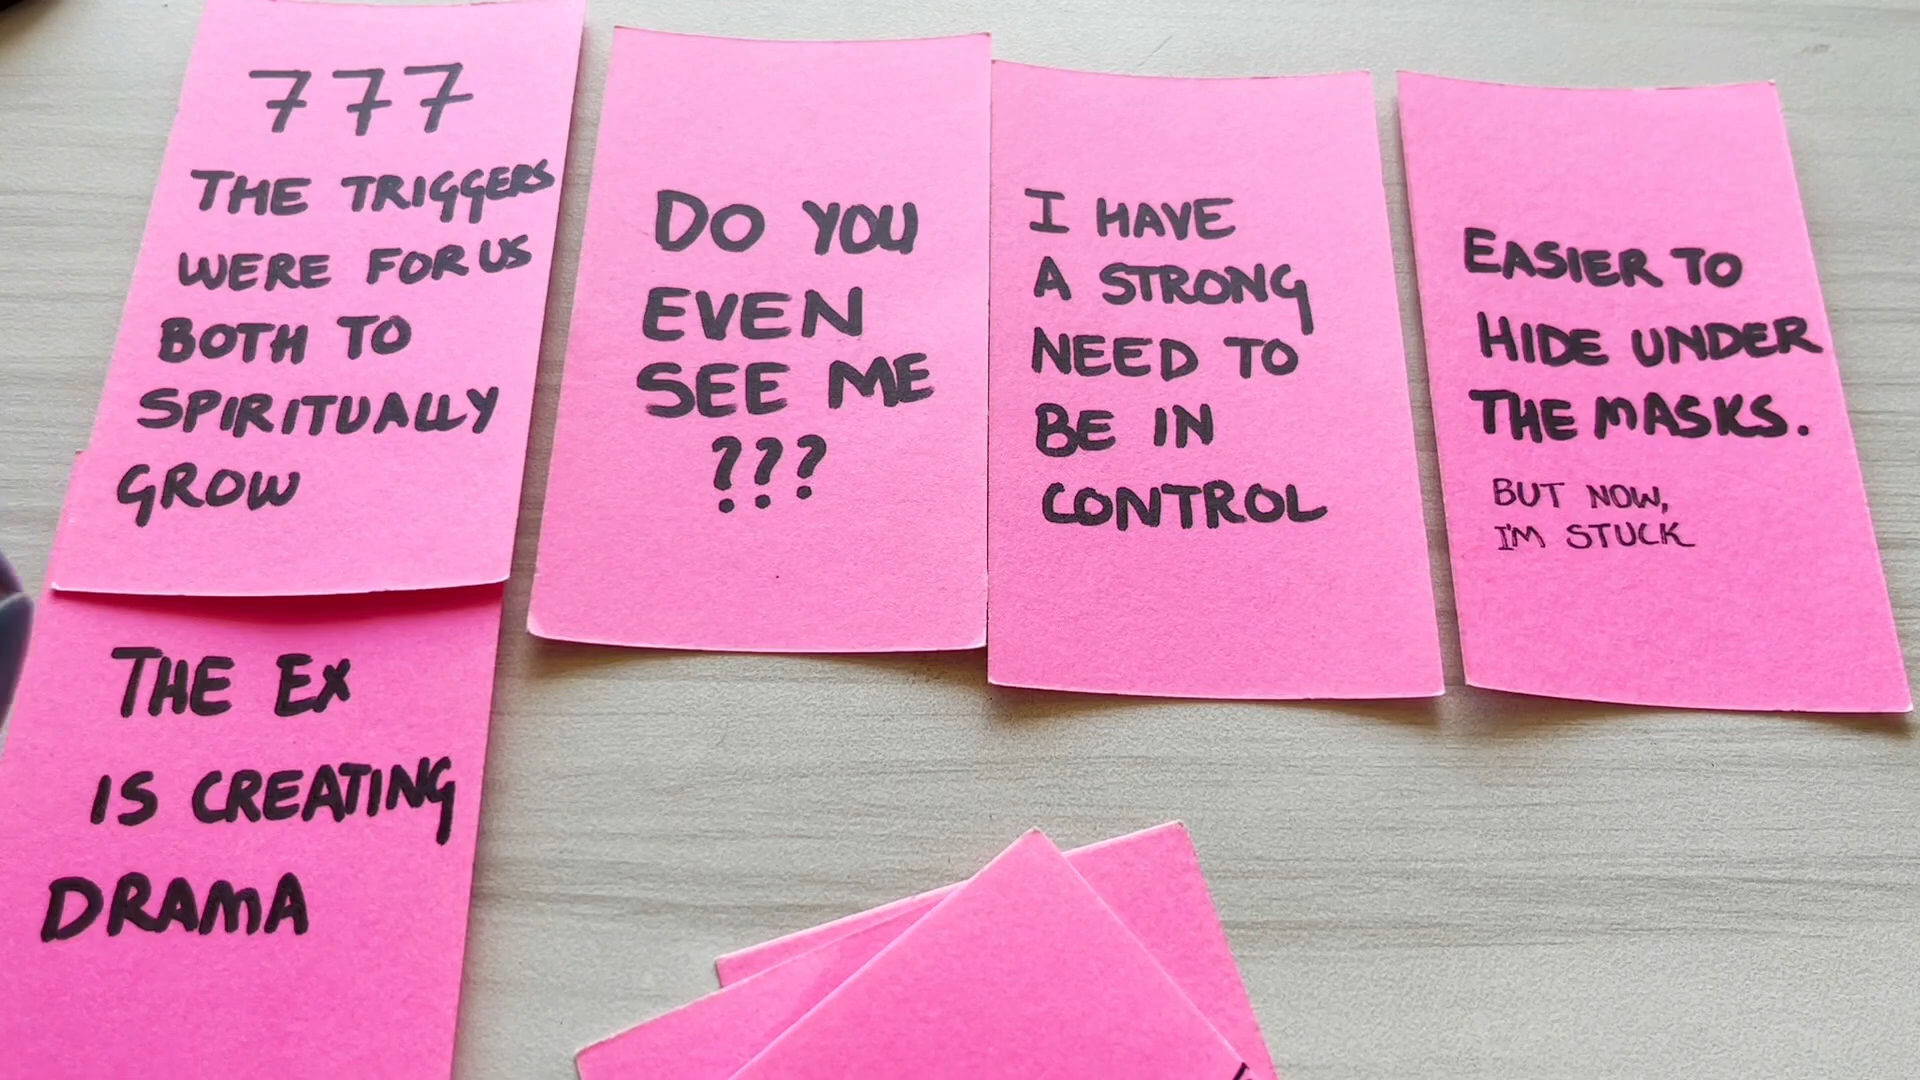 777
THE TRIGGERS
WERE FOR US
BOTH TO
SPIRITUALLY
GROW
THE EX
IS CREATING
DRAMA
DO YOU
EVEN
SEE ME
???
I HAVE
A STRONG
NEED TO
BE IN
CONTROL
EASIER TO
HIDE UNDER
THE MASKS.
BUT NOW,
I'M STUCK